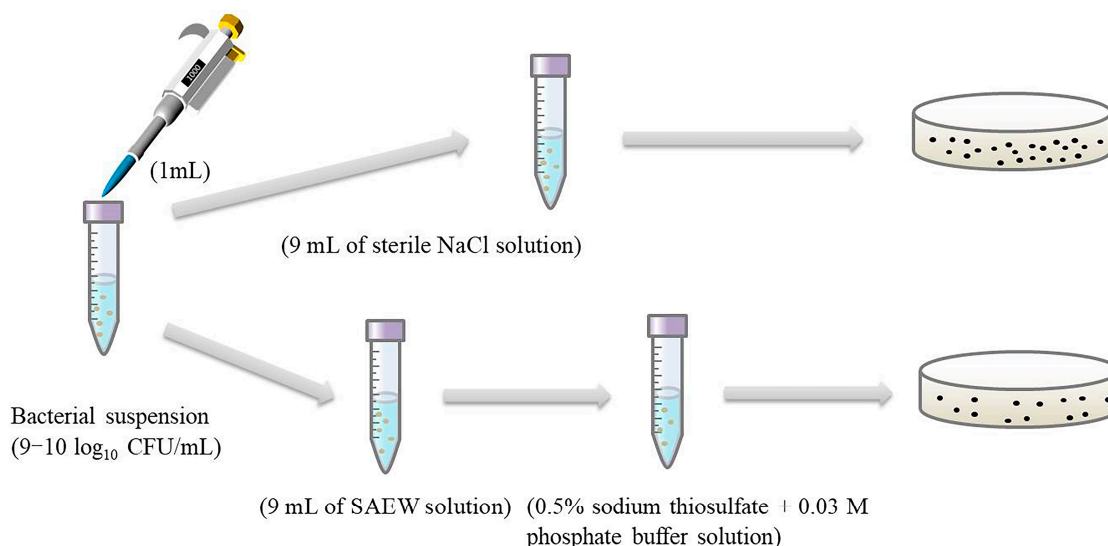 1000
(1mL)
(9 mL of sterile NaCl solution)
Bacterial suspension
(9−10 log₁₀ CFU/mL)
(9 mL of SAEW solution)
(0.5% sodium thiosulfate + 0.03 M
phosphate buffer solution)